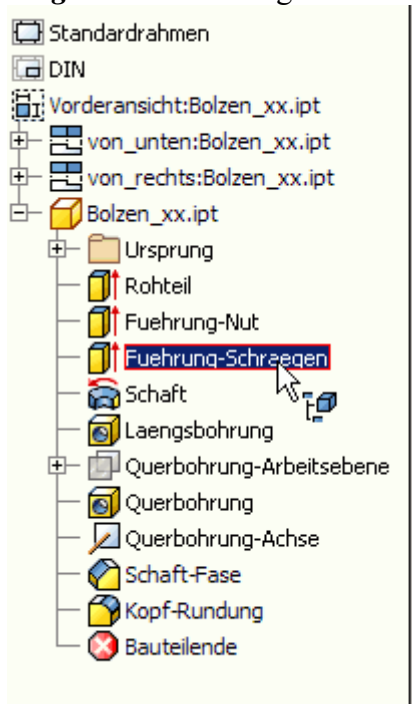 Standardrahmen
DIN
Vorderansicht:Bolzen_xx.ipt
von_unten:Bolzen_xx.ipt
von_rechts:Bolzen_xx.ipt
Bolzen_xx.ipt
Ursprung
Rohteil
Fuehrung-Nut
Fuehrung-Schraegen
Schaft
Laengsbohrung
Querbohrung-Arbeitsebene
Querbohrung
Querbohrung-Achse
Schaft-Fase
Kopf-Rundung
Bauteilende